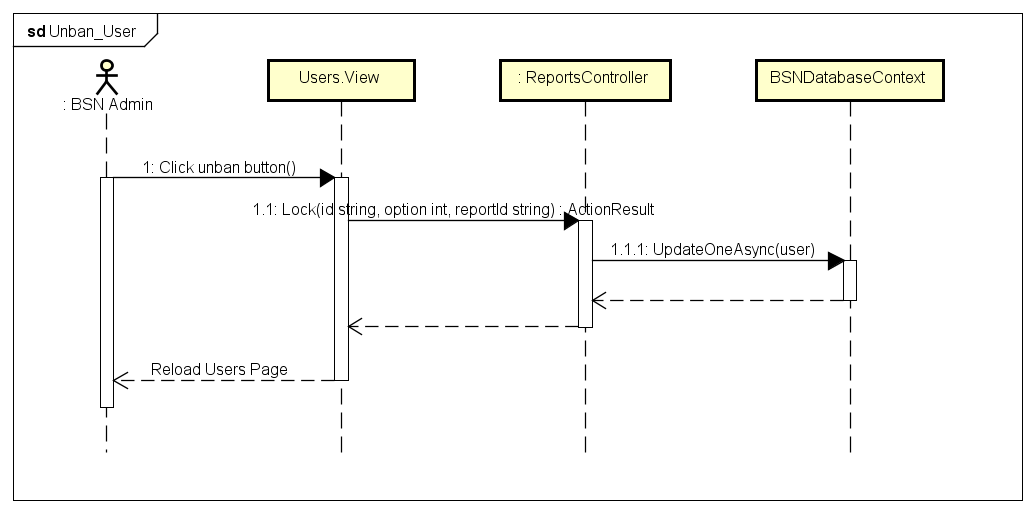 sd Unban_User
: BSN Admin
Users.View
: ReportsController
BSNDatabaseContext
1: Click unban button()
1.1: Lock(id string, option int, reportId string) : ActionResult
1.1.1: UpdateOneAsync(user)
Reload Users Page